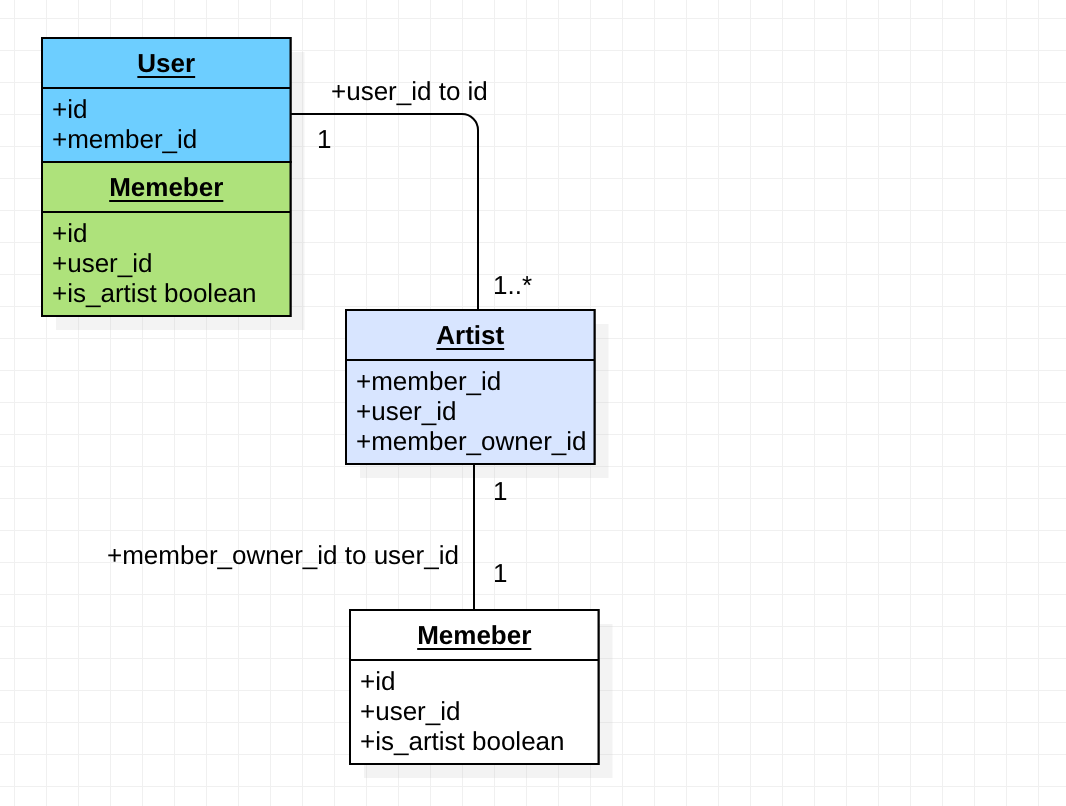 User
+id
+member_id
Memeber
+id
+user_id
+is_artist boolean
+user_id to id
1
1..*
Artist
+member_id
+user_id
+member_owner_id
1
+member_owner_id to user_id
1
Memeber
+id
+user_id
+is_artist boolean